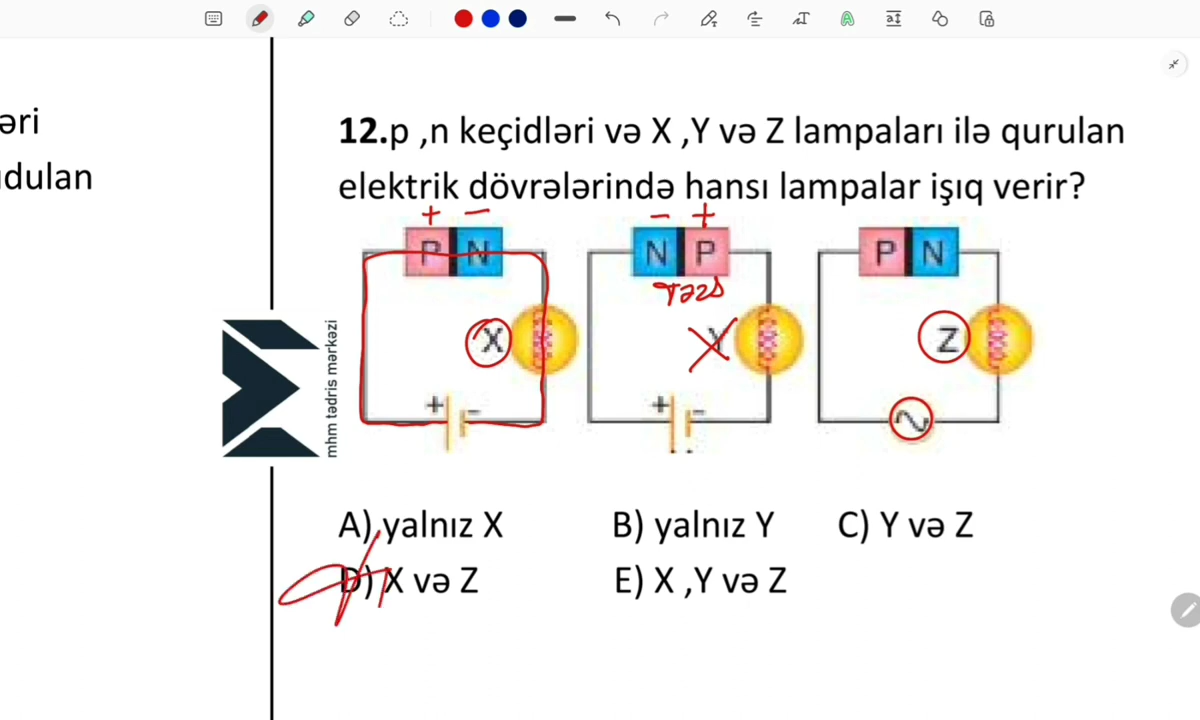 əri
dulan
12.p ,n keçidləri və X ,Y və Z lampaları ilə qurulan
elektrik dövrələrində hansı lampalar işıq verir?
+ −
− +
P N
N P
P N
Tərs
X
Y
Z
+ -
+ -
mhm tədris mərkəzi
A) yalnız X
B) yalnız Y
C) Y və Z
D) X və Z
E) X ,Y və Z